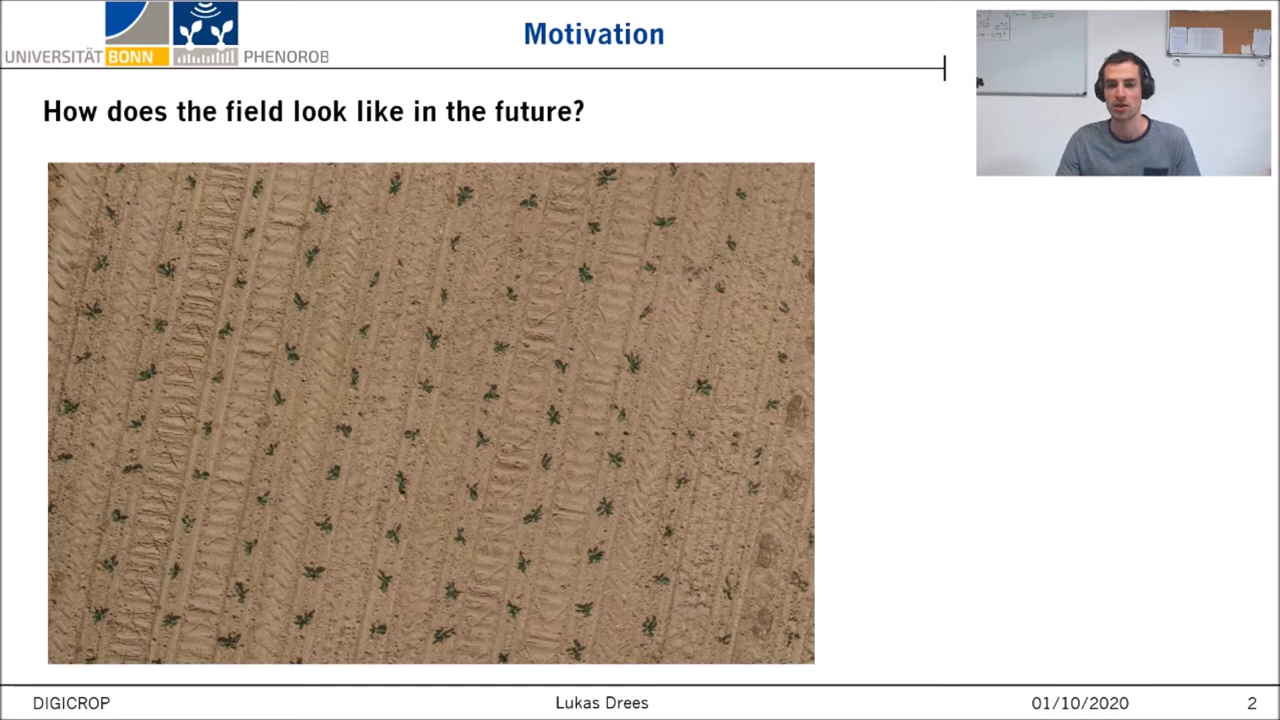 Motivation
UNIVERSITÄT BONN PHENOROB
How does the field look like in the future?
DIGICROP
Lukas Drees
01/10/2020
2